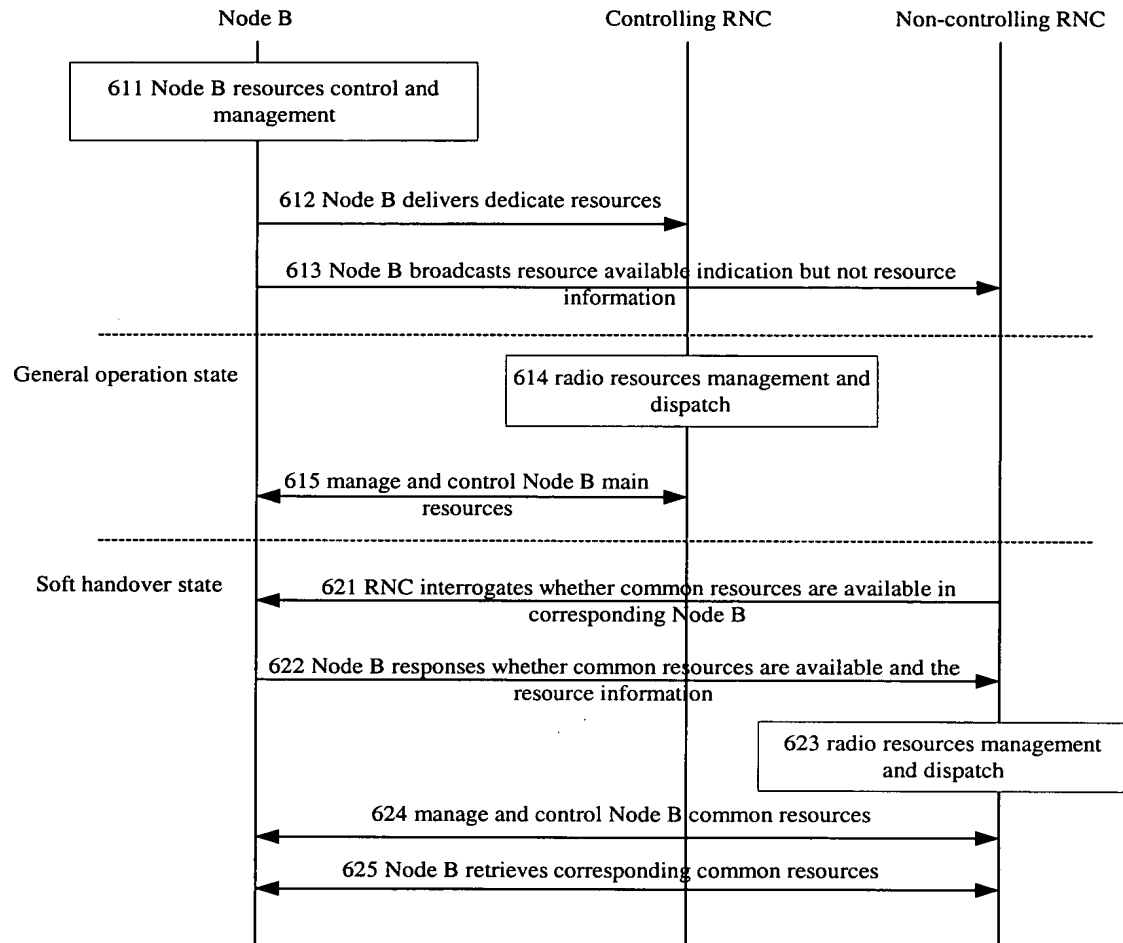 Node B
Controlling RNC
Non-controlling RNC
611 Node B resources control and
management
612 Node B delivers dedicate resources
613 Node B broadcasts resource available indication but not resource
information
General operation state
614 radio resources management and
dispatch
615 manage and control Node B main
resources
Soft handover state
621 RNC interrogates whether common resources are available in
corresponding Node B
622 Node B responses whether common resources are available and the
resource information
623 radio resources management
and dispatch
624 manage and control Node B common resources
625 Node B retrieves corresponding common resources